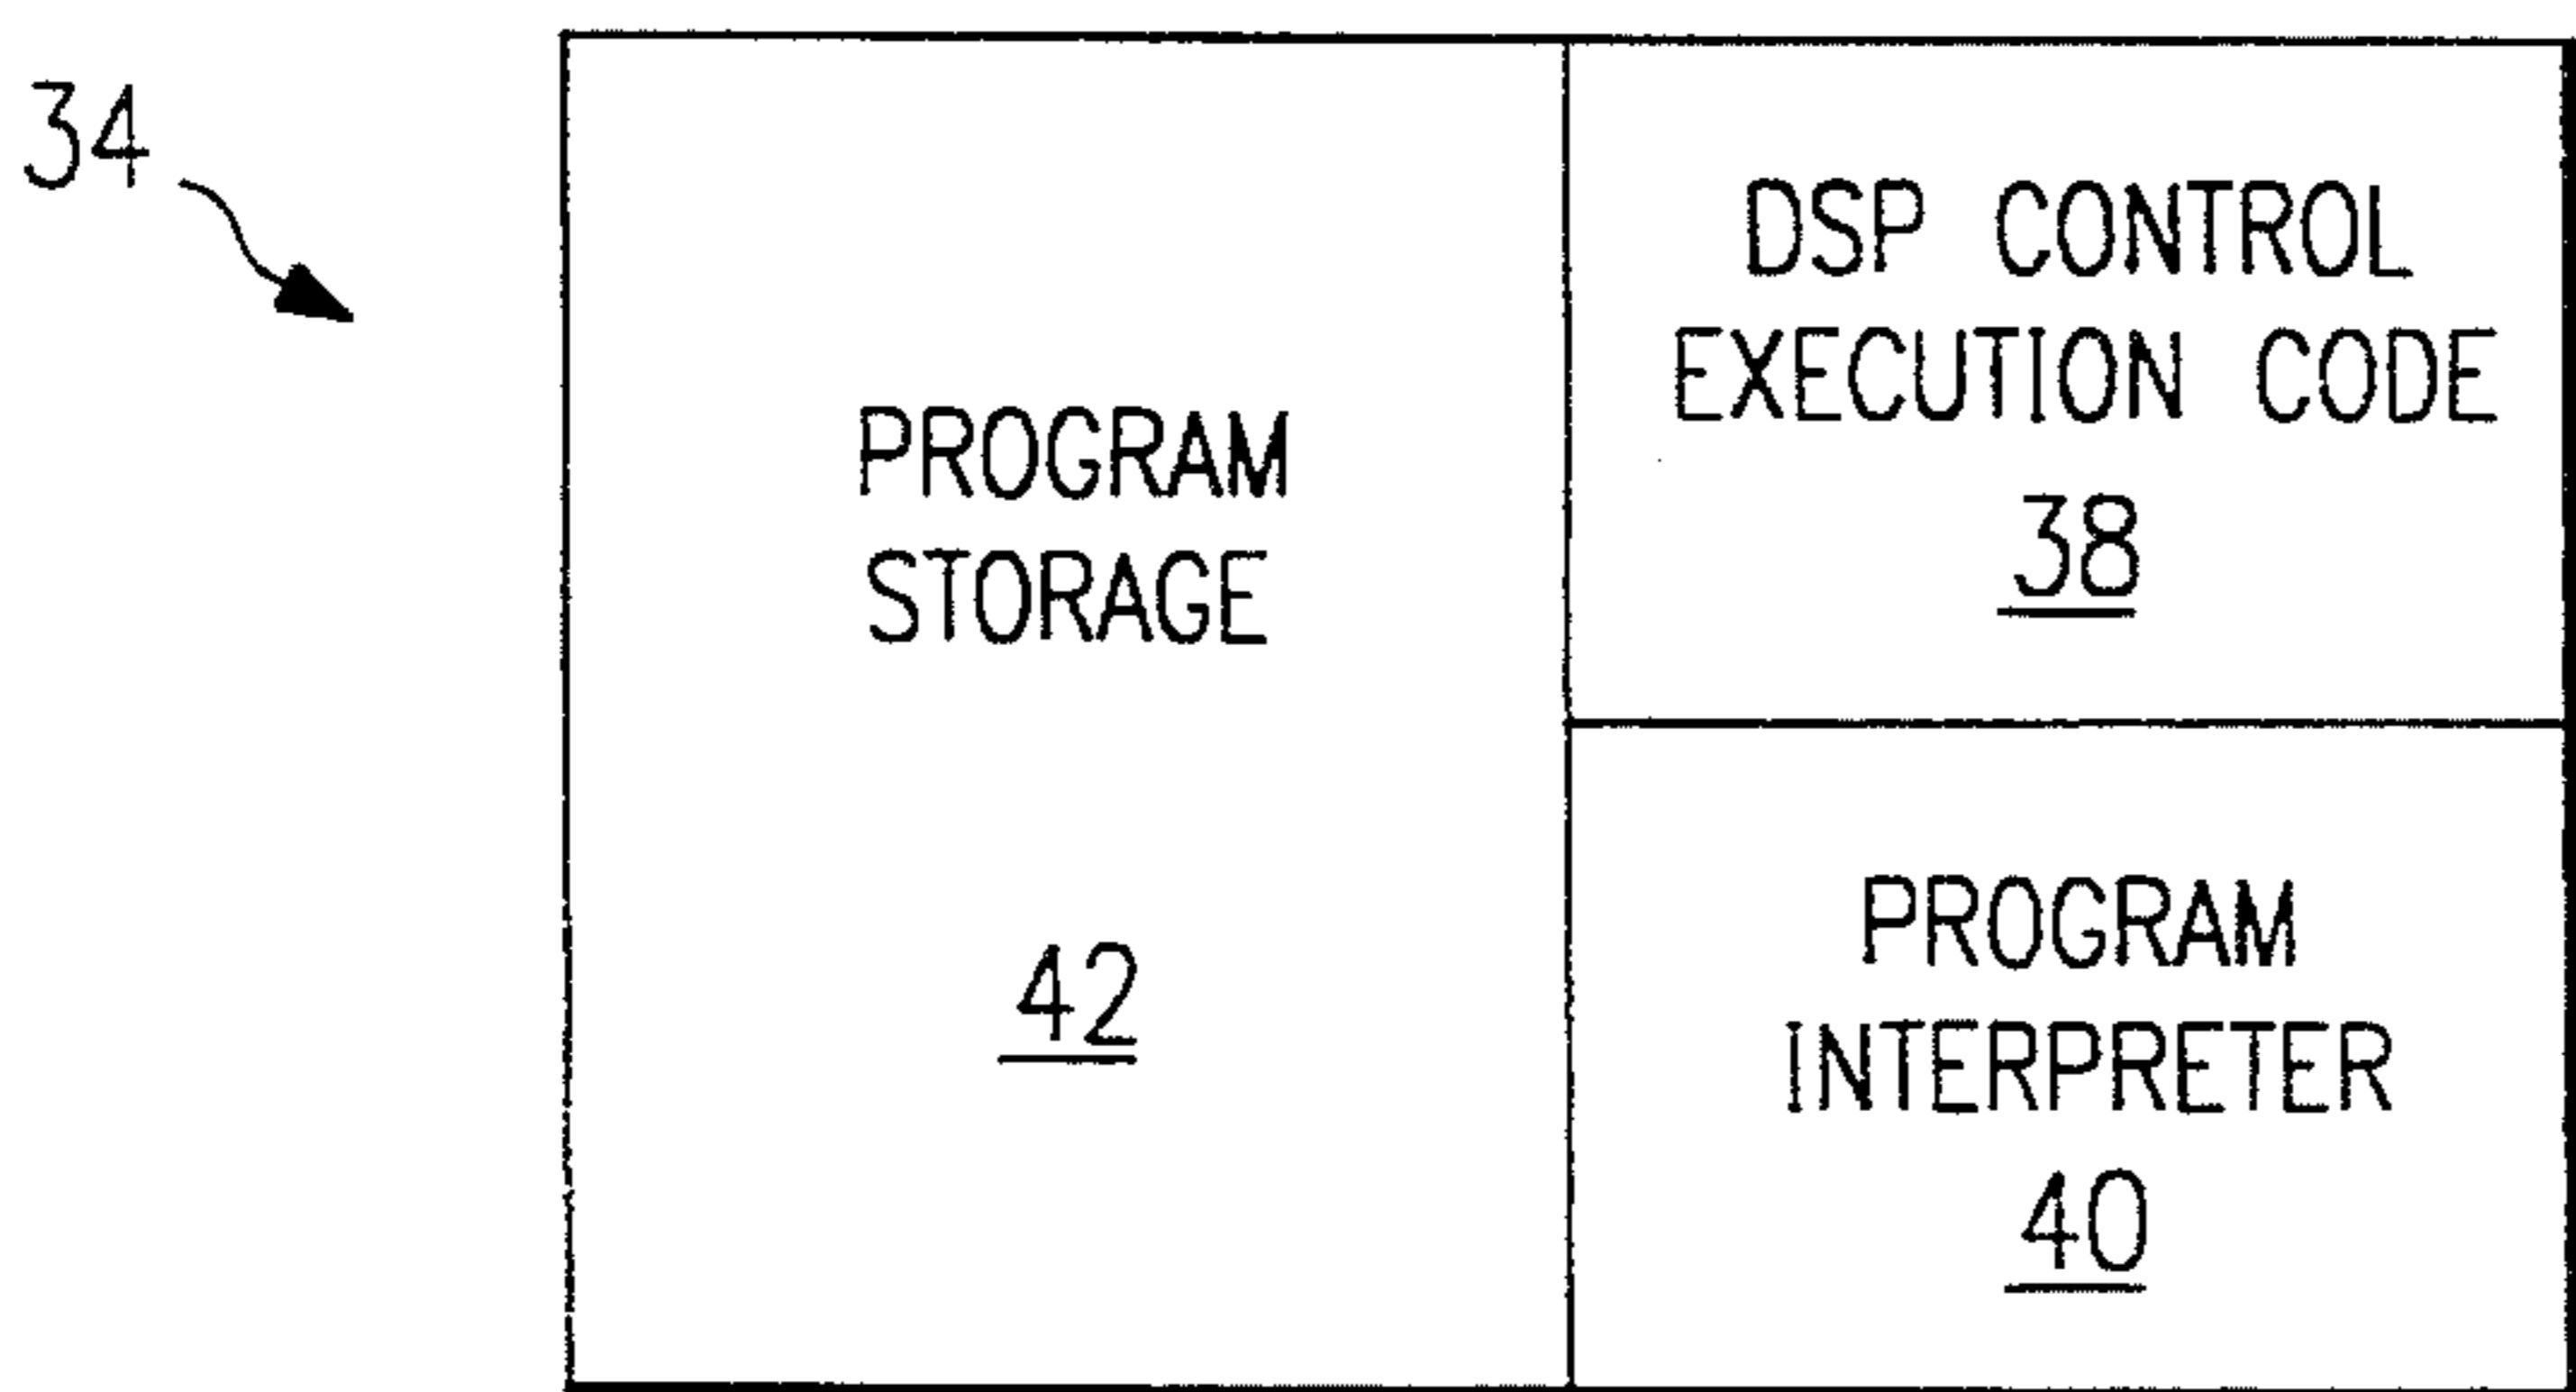 34
PROGRAM
STORAGE
42
DSP CONTROL
EXECUTION CODE
38
PROGRAM
INTERPRETER
40